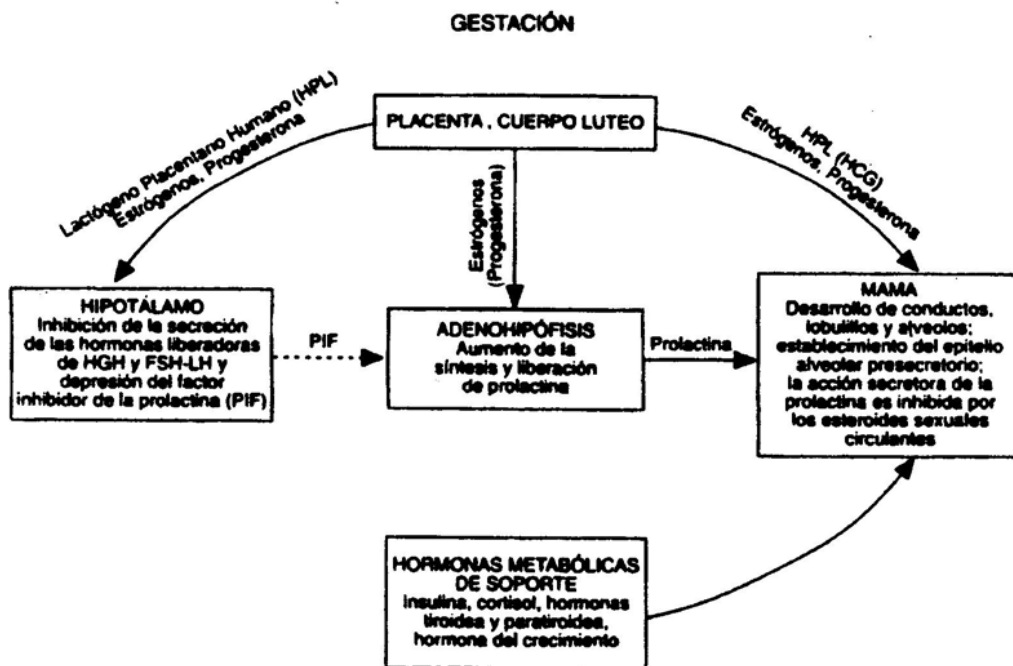 GESTACIÓN
PLACENTA, CUERPO LUTEO
Lactógeno Placentario Humano (HPL)
Estrógenos, Progesterona
Estrógenos
(Progesterona)
HPL (HCG)
Estrógenos, Progesterona
HIPOTÁLAMO
Inhibición de la secreción
de las hormonas liberadoras
de HGH y FSH-LH y
depresión del factor
inhibidor de la prolactina (PIF)
PIF
ADENOHIPÓFISIS
Aumento de la
síntesis y liberación
de prolactina
Prolactina
MAMA
Desarrollo de conductos,
lobulillos y alveolos;
establecimiento del epitelio
alveolar presecretorio;
la acción secretora de la
prolactina es inhibida por
los esteroides sexuales
circulantes
HORMONAS METABÓLICAS
DE SOPORTE
Insulina, cortisol, hormonas
tiroidea y paratiroidea,
hormona del crecimiento